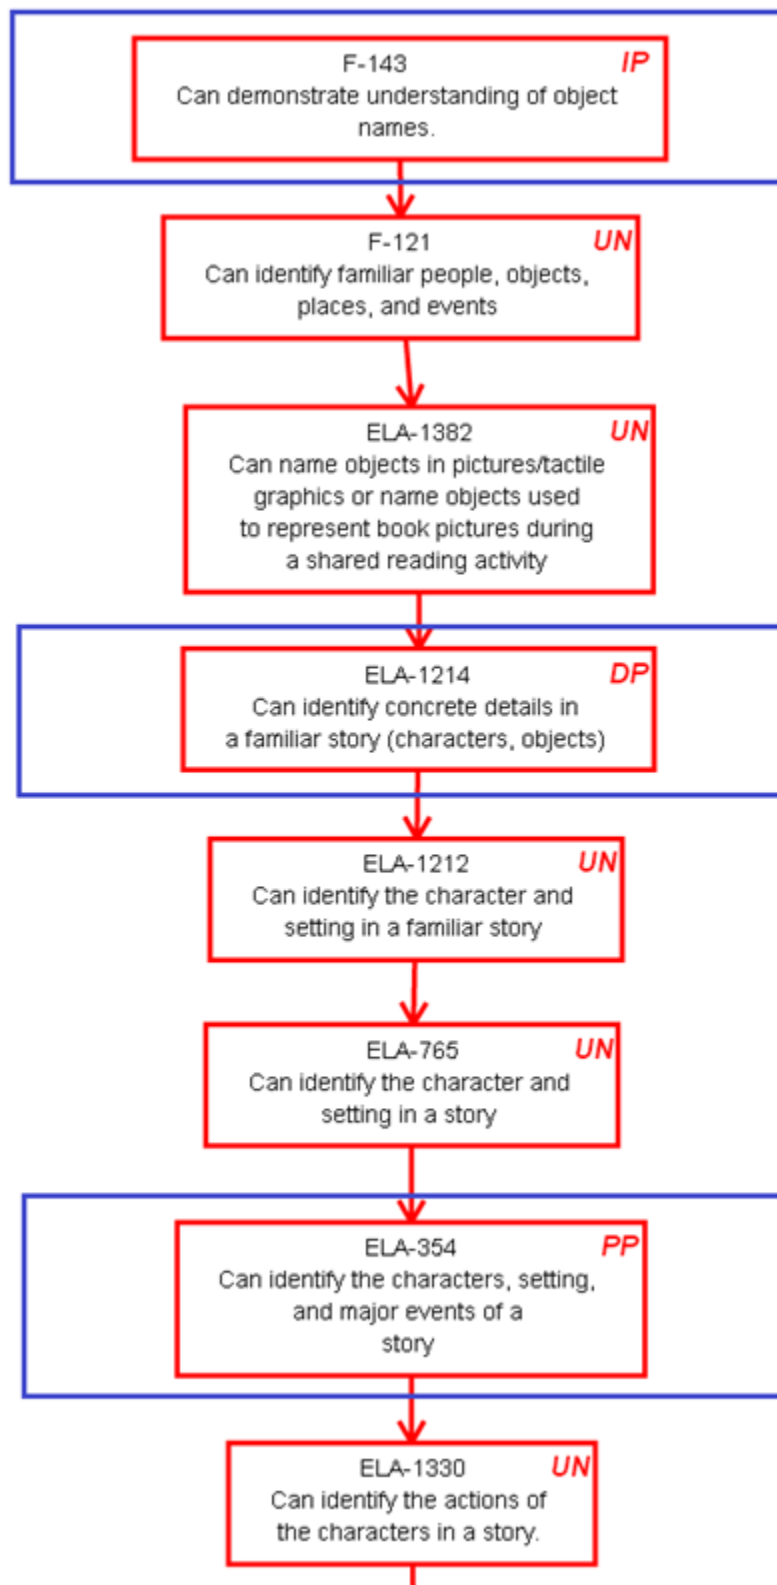 F-143 IP
Can demonstrate understanding of object
names.
F-121 UN
Can identify familiar people, objects,
places, and events
ELA-1382 UN
Can name objects in pictures/tactile
graphics or name objects used
to represent book pictures during
a shared reading activity
ELA-1214 DP
Can identify concrete details in
a familiar story (characters, objects)
ELA-1212 UN
Can identify the character and
setting in a familiar story
ELA-765 UN
Can identify the character and
setting in a story
ELA-354 PP
Can identify the characters, setting,
and major events of a
story
ELA-1330 UN
Can identify the actions of
the characters in a story.